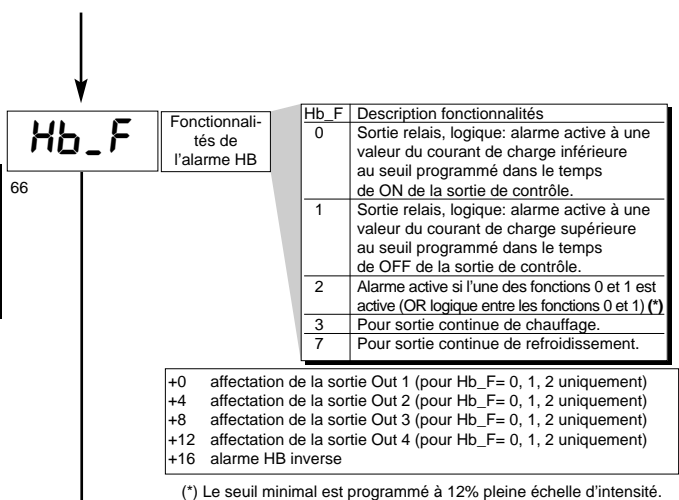 Hb_F
Fonctionnali-
tés de
l'alarme HB
66
Hb_F Description fonctionnalités
0 Sortie relais, logique: alarme active à une
valeur du courant de charge inférieure
au seuil programmé dans le temps
de ON de la sortie de contrôle.
1 Sortie relais, logique: alarme active à une
valeur du courant de charge supérieure
au seuil programmé dans le temps
de OFF de la sortie de contrôle.
2 Alarme active si l'une des fonctions 0 et 1 est
active (OR logique entre les fonctions 0 et 1) (*)
3 Pour sortie continue de chauffage.
7 Pour sortie continue de refroidissement.
+0 affectation de la sortie Out 1 (pour Hb_F= 0, 1, 2 uniquement)
+4 affectation de la sortie Out 2 (pour Hb_F= 0, 1, 2 uniquement)
+8 affectation de la sortie Out 3 (pour Hb_F= 0, 1, 2 uniquement)
+12 affectation de la sortie Out 4 (pour Hb_F= 0, 1, 2 uniquement)
+16 alarme HB inverse
(*) Le seuil minimal est programmé à 12% pleine échelle d'intensité.